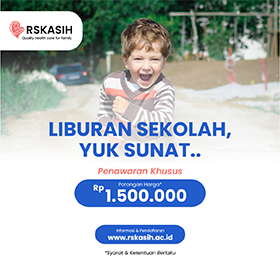 RSKASIH
Quality health care for family
LIBURAN SEKOLAH,
YUK SUNAT..
Penawaran Khusus
Potongan Harga*
Rp 1.500.000
Informasi & Pendaftaran
www.rskasih.ac.id
*Syarat & Ketentuan Berlaku